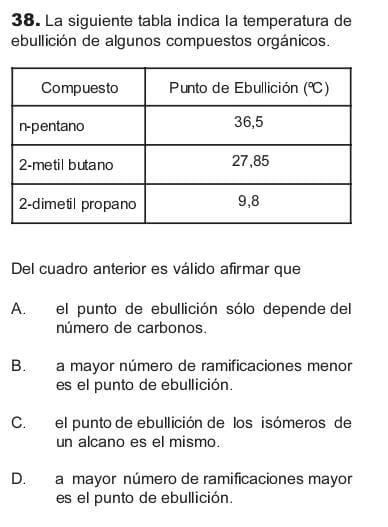 38. La siguiente tabla indica la temperatura de
ebullición de algunos compuestos orgánicos.
Compuesto Punto de Ebullición (ºC)
n-pentano 36,5
2-metil butano 27,85
2-dimetil propano 9,8
Del cuadro anterior es válido afirmar que
A. el punto de ebullición sólo depende del
número de carbonos.
B. a mayor número de ramificaciones menor
es el punto de ebullición.
C. el punto de ebullición de los isómeros de
un alcano es el mismo.
D. a mayor número de ramificaciones mayor
es el punto de ebullición.